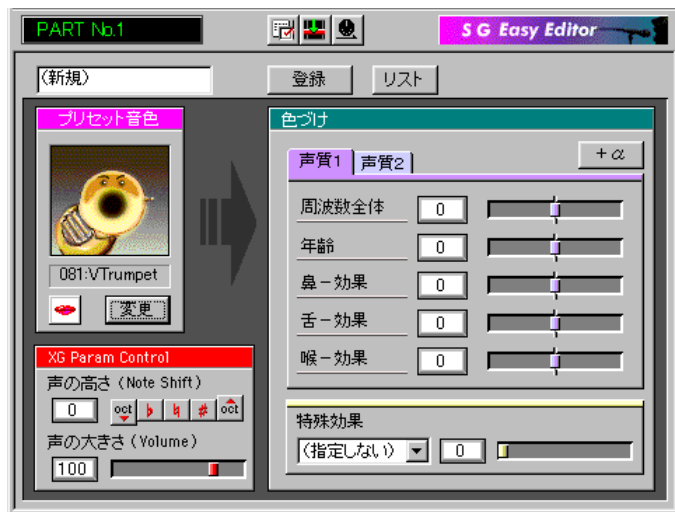 PART No.1
S G Easy Editor
(新規)
登録
リスト
プリセット音色
081:VTrumpet
変更
XG Param Control
声の高さ (Note Shift)
0
oct ♭ ♮ ♯ oct
声の大きさ (Volume)
100
色づけ
声質1 声質2 +α
周波数全体 0
年齢 0
鼻-効果 0
舌-効果 0
喉-効果 0
特殊効果
(指定しない) 0